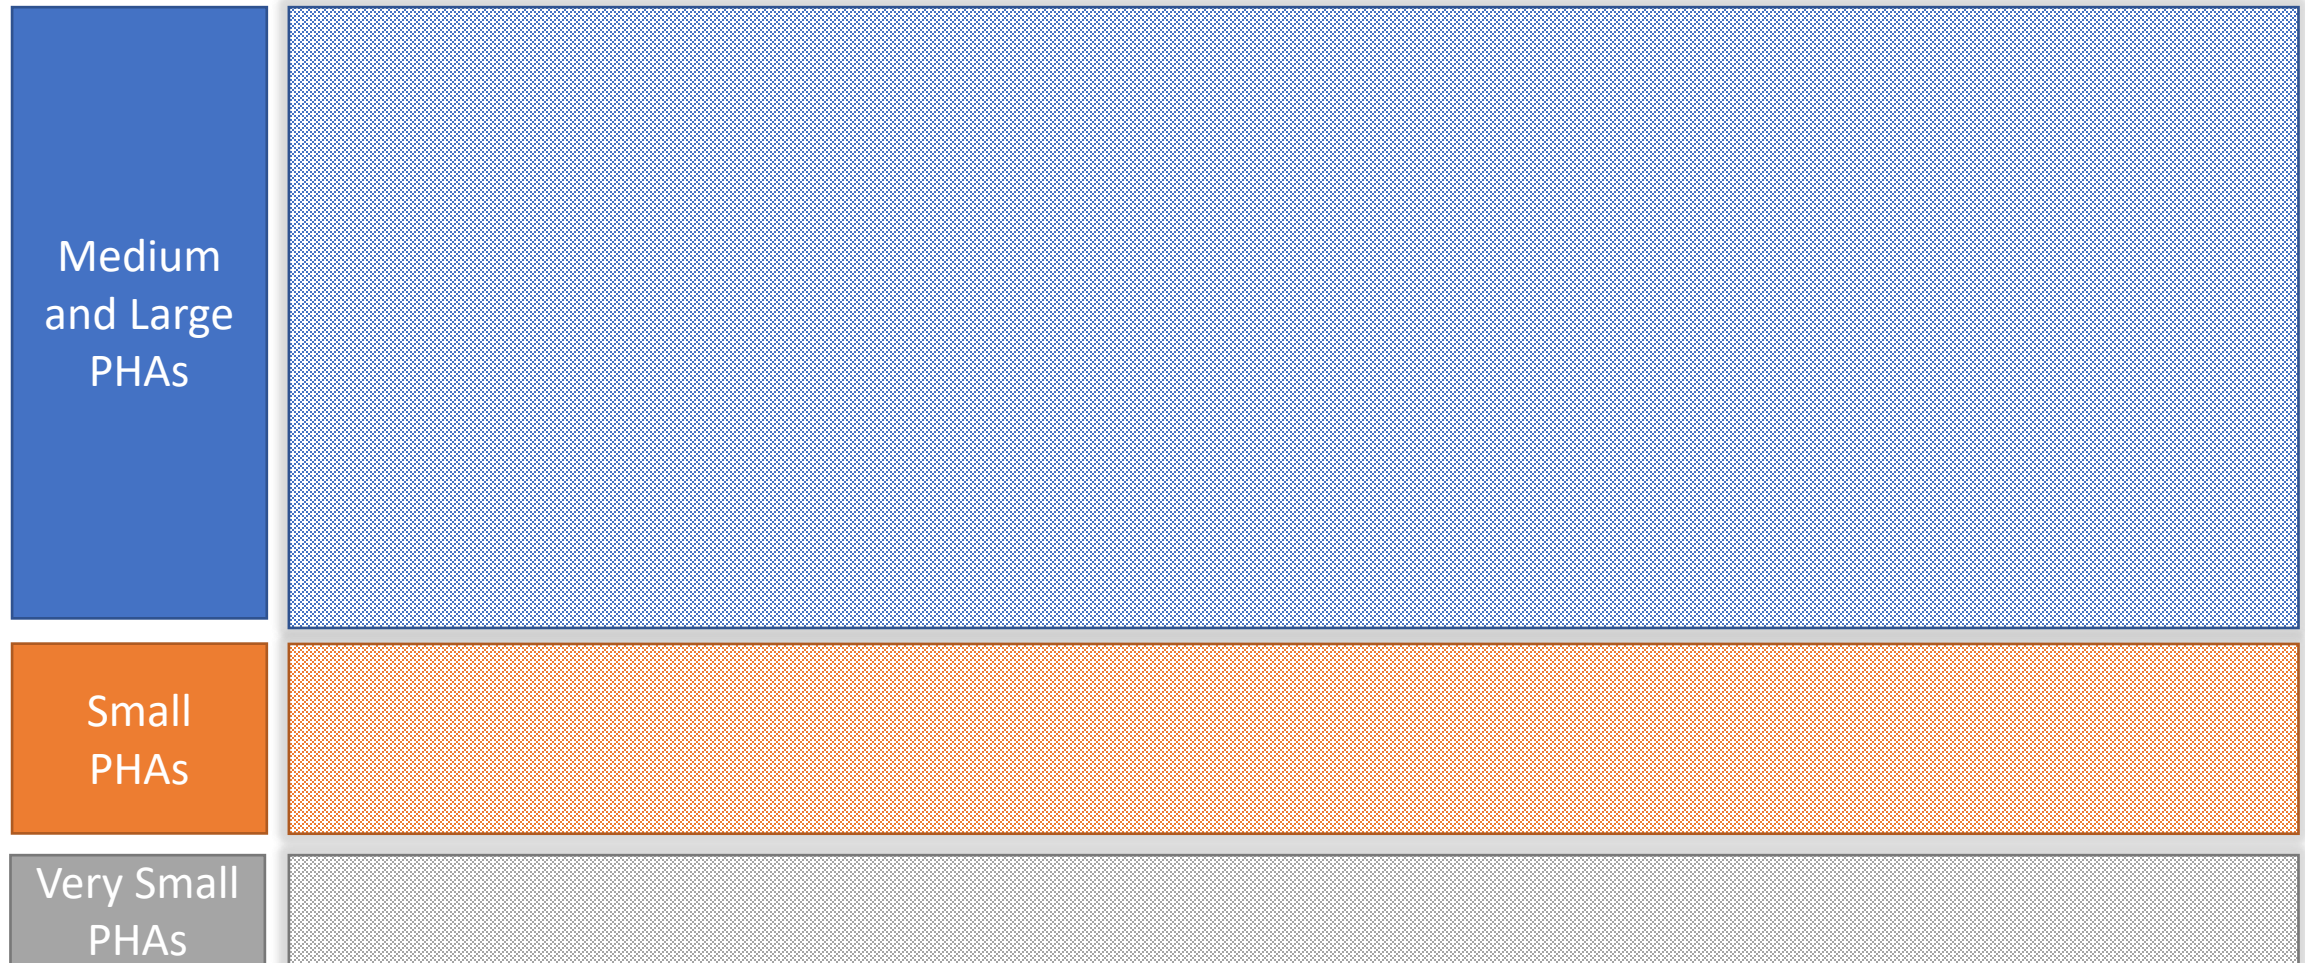 Medium
and Large
PHAs
Small
PHAs
Very Small
PHAs